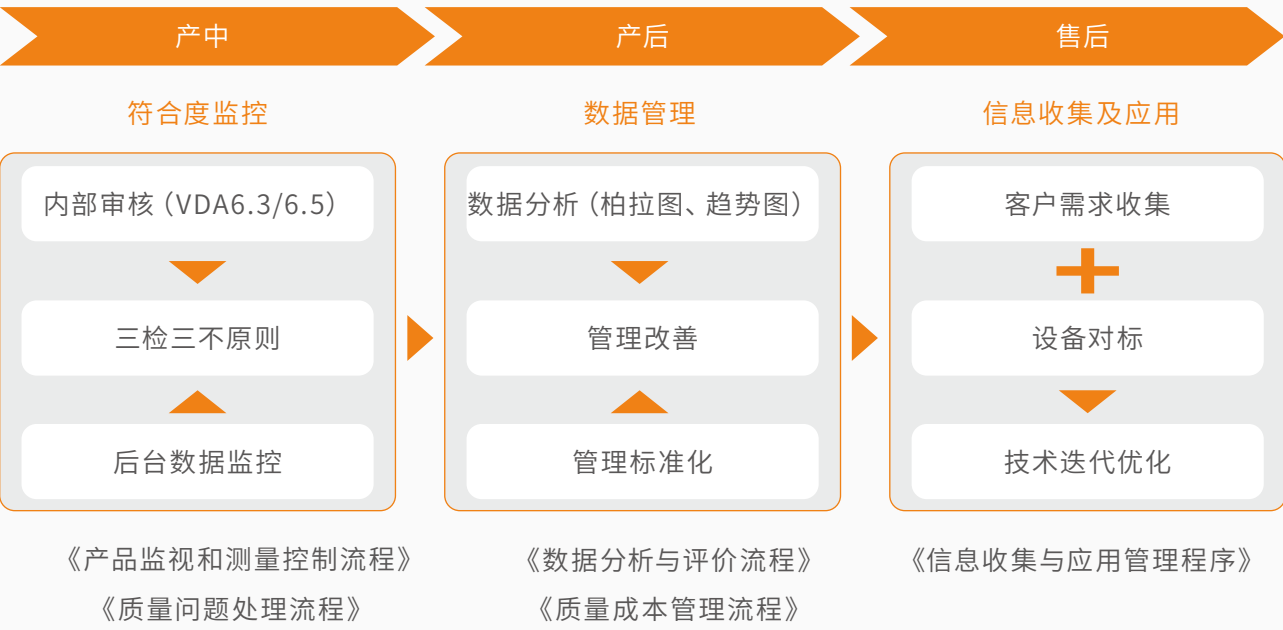 产中
产后
售后
符合度监控
数据管理
信息收集及应用
内部审核（VDA6.3/6.5）
三检三不原则
后台数据监控
数据分析（柏拉图、趋势图）
管理改善
管理标准化
客户需求收集
设备对标
技术迭代优化
《产品监视和测量控制流程》
《质量问题处理流程》
《数据分析与评价流程》
《质量成本管理流程》
《信息收集与应用管理程序》